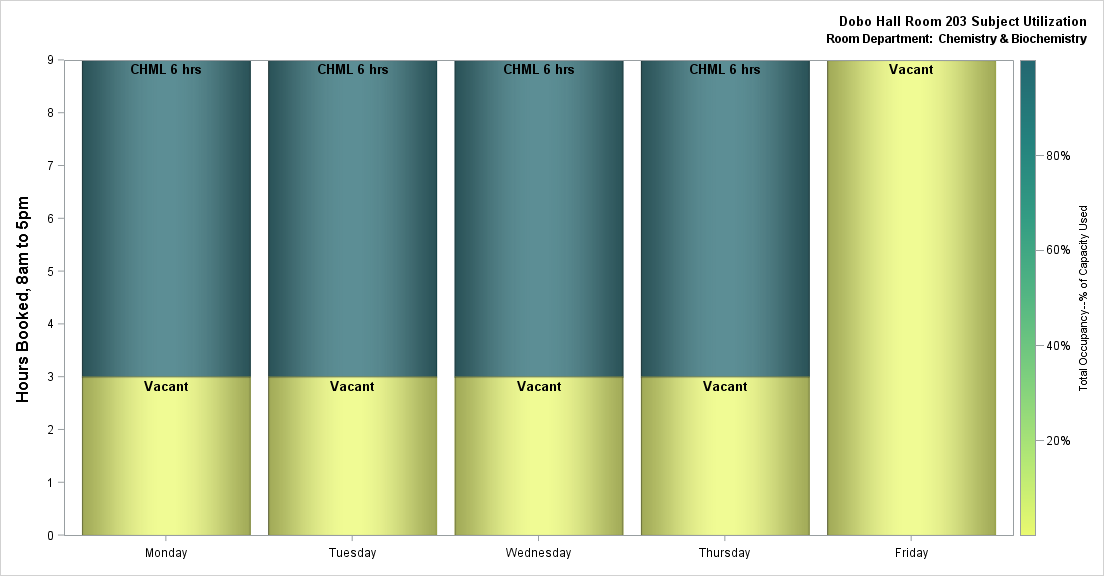 Dobo Hall Room 203 Subject Utilization
Room Department: Chemistry & Biochemistry
Hours Booked, 8am to 5pm
9
8
7
6
5
4
3
2
1
0
CHML 6 hrs
CHML 6 hrs
CHML 6 hrs
CHML 6 hrs
Vacant
Vacant
Vacant
Vacant
Vacant
Monday
Tuesday
Wednesday
Thursday
Friday
80%
60%
40%
20%
Total Occupancy--% of Capacity Used